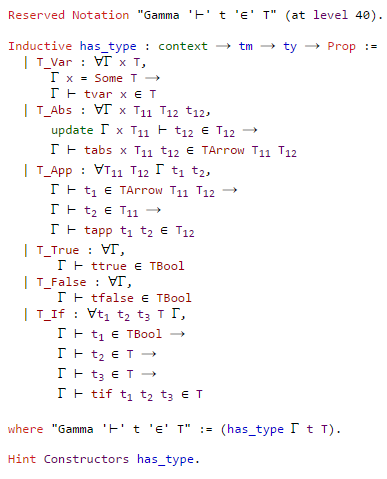 Reserved Notation "Gamma '⊢' t '∈' T" (at level 40).
Inductive has_type : context → tm → ty → Prop :=
| T_Var : ∀Γ x T,
Γ x = Some T →
Γ ⊢ tvar x ∈ T
| T_Abs : ∀Γ x T₁₁ T₁₂ t₁₂,
update Γ x T₁₁ ⊢ t₁₂ ∈ T₁₂ →
Γ ⊢ tabs x T₁₁ t₁₂ ∈ TArrow T₁₁ T₁₂
| T_App : ∀T₁₁ T₁₂ Γ t₁ t₂,
Γ ⊢ t₁ ∈ TArrow T₁₁ T₁₂ →
Γ ⊢ t₂ ∈ T₁₁ →
Γ ⊢ tapp t₁ t₂ ∈ T₁₂
| T_True : ∀Γ,
Γ ⊢ ttrue ∈ TBool
| T_False : ∀Γ,
Γ ⊢ tfalse ∈ TBool
| T_If : ∀t₁ t₂ t₃ T Γ,
Γ ⊢ t₁ ∈ TBool →
Γ ⊢ t₂ ∈ T →
Γ ⊢ t₃ ∈ T →
Γ ⊢ tif t₁ t₂ t₃ ∈ T
where "Gamma '⊢' t '∈' T" := (has_type Γ t T).
Hint Constructors has_type.